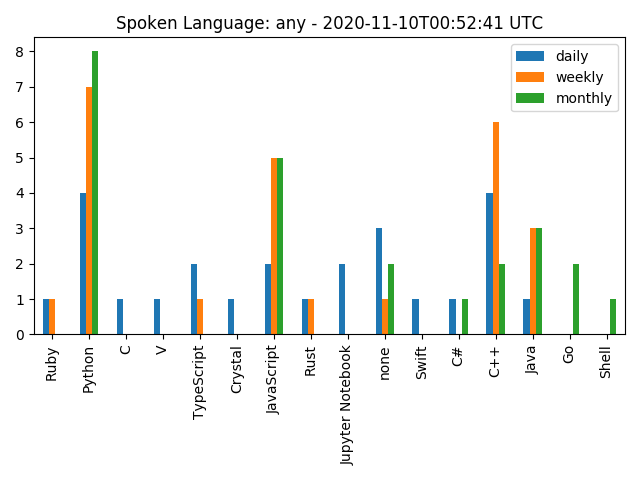 Spoken Language: any - 2020-11-10T00:52:41 UTC
daily
weekly
monthly
8
7
6
5
4
3
2
1
0
Ruby
Python
C
V
TypeScript
Crystal
JavaScript
Rust
Jupyter Notebook
none
Swift
C#
C++
Java
Go
Shell